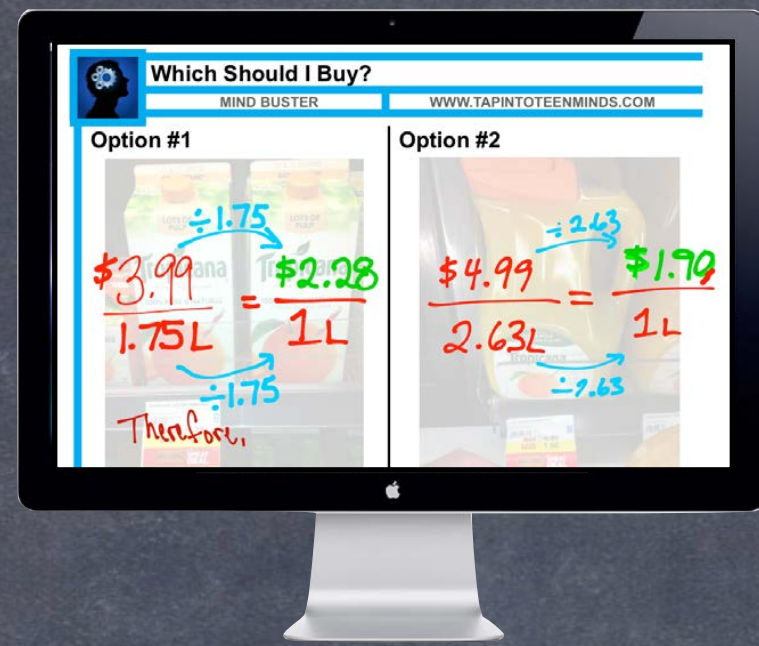 Which Should I Buy?
MIND BUSTER
WWW.TAPINTOTEENMINDS.COM
Option #1
÷1.75
$3.99
1.75L
=
$2.28
1L
÷1.75
Therefore,
Option #2
÷2.63
$4.99
2.63L
=
$1.90
1L
÷2.63
Tropicana